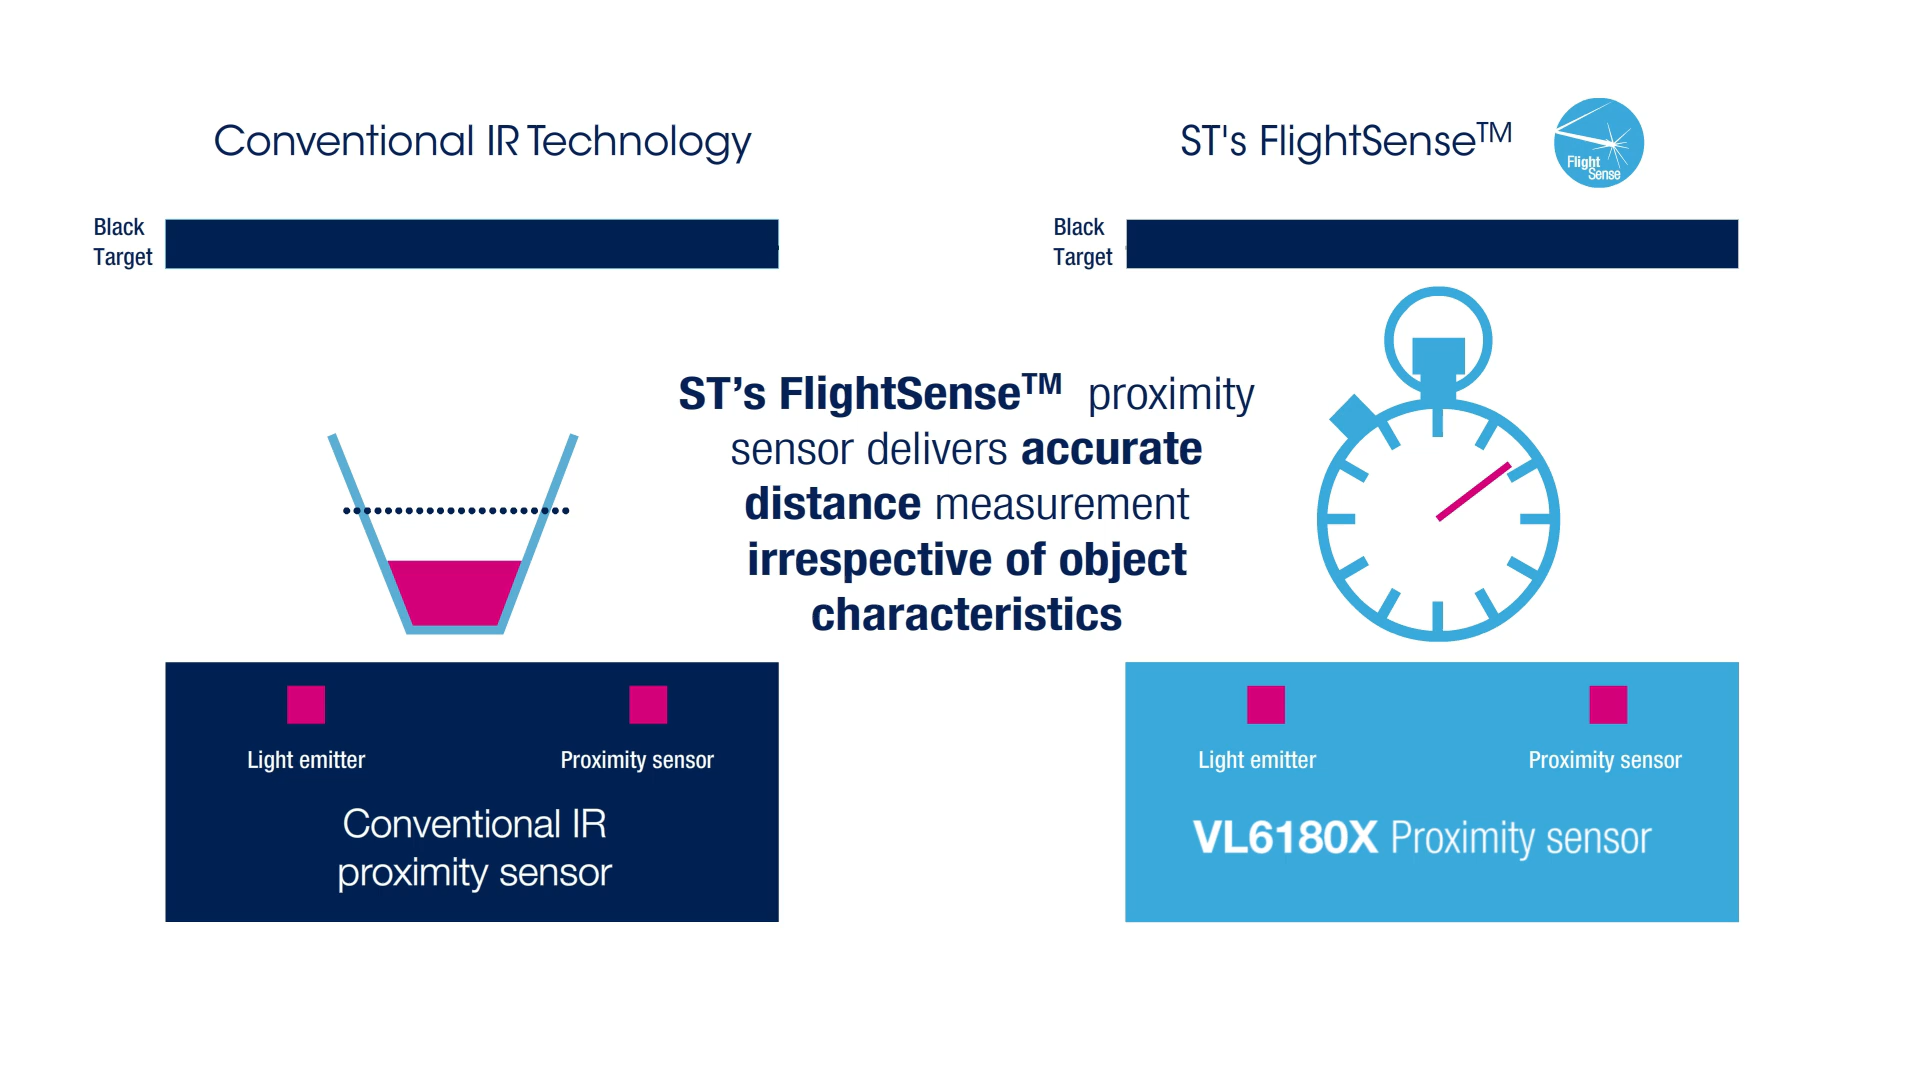 Conventional IR Technology
ST's FlightSense™
Flight
Sense
Black
Target
Black
Target
ST’s FlightSense™ proximity
sensor delivers accurate
distance measurement
irrespective of object
characteristics
Light emitter
Proximity sensor
Conventional IR
proximity sensor
Light emitter
Proximity sensor
VL6180X Proximity sensor